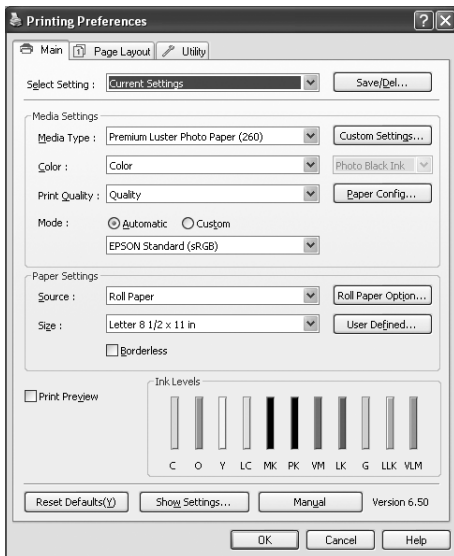 Printing Preferences
Main Page Layout Utility
Select Setting : Current Settings Save/Del...
Media Settings
Media Type : Premium Luster Photo Paper (260) Custom Settings...
Color : Color Photo Black Ink
Print Quality : Quality Paper Config...
Mode : Automatic Custom
EPSON Standard (sRGB)
Paper Settings
Source : Roll Paper Roll Paper Option...
Size : Letter 8 1/2 x 11 in User Defined...
Borderless
Print Preview
Ink Levels
C O Y LC MK PK VM LK G LLK VLM
Reset Defaults(Y) Show Settings... Manual Version 6.50
OK Cancel Help